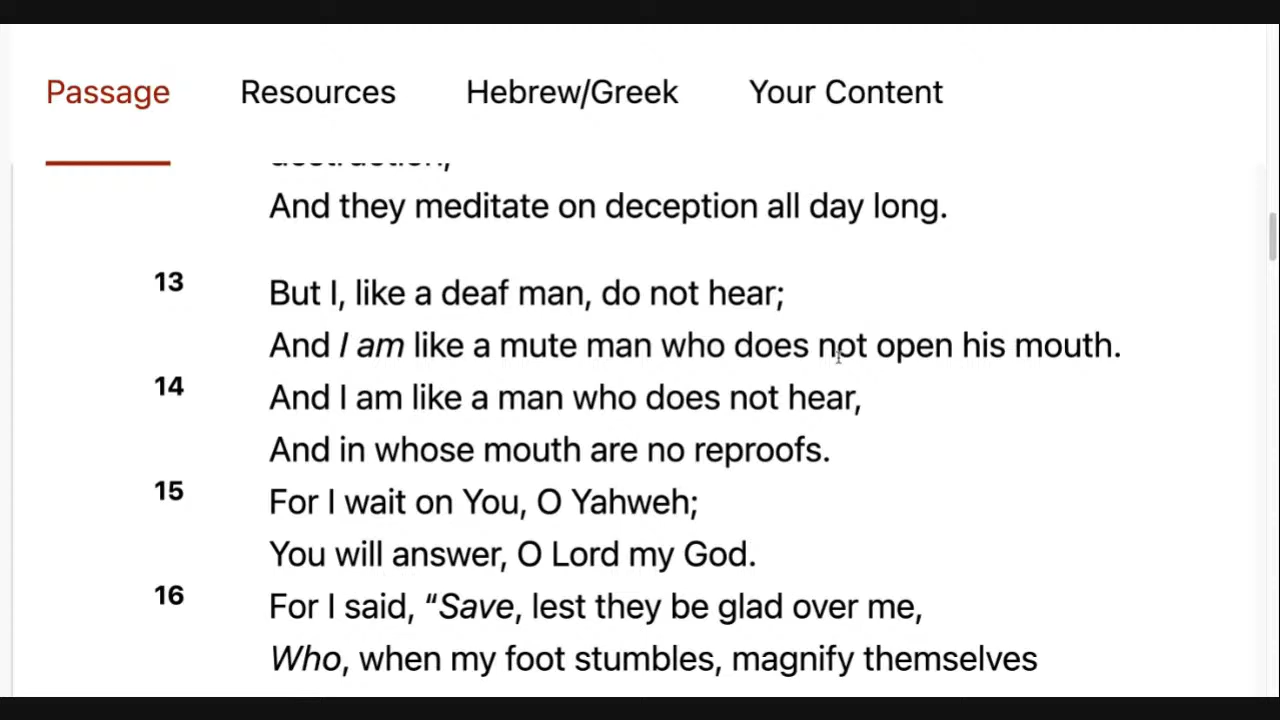 Passage Resources Hebrew/Greek Your Content
And they meditate on deception all day long.
13 But I, like a deaf man, do not hear;
And I am like a mute man who does not open his mouth.
14 And I am like a man who does not hear,
And in whose mouth are no reproofs.
15 For I wait on You, O Yahweh;
You will answer, O Lord my God.
16 For I said, “Save, lest they be glad over me,
Who, when my foot stumbles, magnify themselves